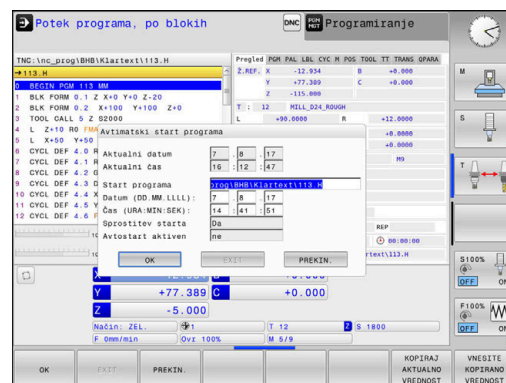 Potek programa, po blokih
DNC
PGM MGT
Programiranje
TNC:\nc_prog\BHB\Klartext\113.H
→113.H
0 BEGIN PGM 113 MM
1 BLK FORM 0.1 Z X+0 Y+0 Z-20
2 BLK FORM 0.2 X+100 Y+100 Z+0
3 TOOL CALL 5 Z S2000
4 L Z+10 R0 FMA
5 L X+50 Y+50
6 CYCL DEF 4.0 R
7 CYCL DEF 4.1 R
8 CYCL DEF 4.2 G
9 CYCL DEF 4.3 D
10 CYCL DEF 4.4 X
11 CYCL DEF 4.5 Y
12 CYCL DEF 4.6 F
Pregled PGM PAL LBL CYC M POS TOOL TT TRANS QPARA
Ž.REF. X -12.934 B +0.000
Y +77.389 C +0.000
Z -115.000
T : 12 MILL_D24_ROUGH
L +90.0000 R +12.0000
+0.0000
+0.0000
M9
REP
00:00:00
rtext\113.H
Avtimatski start programa
Aktualni datum 7 .8 .17
Aktualni čas 16 :12 :47
Start programa prog\BHB\Klartext\113.H
Datum (DD.MM.LLLL): 7 .8 .17
Čas (URA:MIN:SEK): 14 :41 :51
Sprostitev starta Da
Avtostart aktiven ne
OK EXIT PREKIN.
X
Y +77.389 C +0.000
Z -5.000
Način: ŽEL. 1 T 12 Z S 1800
F 0mm/min Ovr 100% M 5/9
M
S
T
S100%
OFF ON
F100%
OFF ON
OK
EXIT
PREKIN.
KOPIRAJ AKTUALNO VREDNOST
VNESITE KOPIRANO VREDNOST